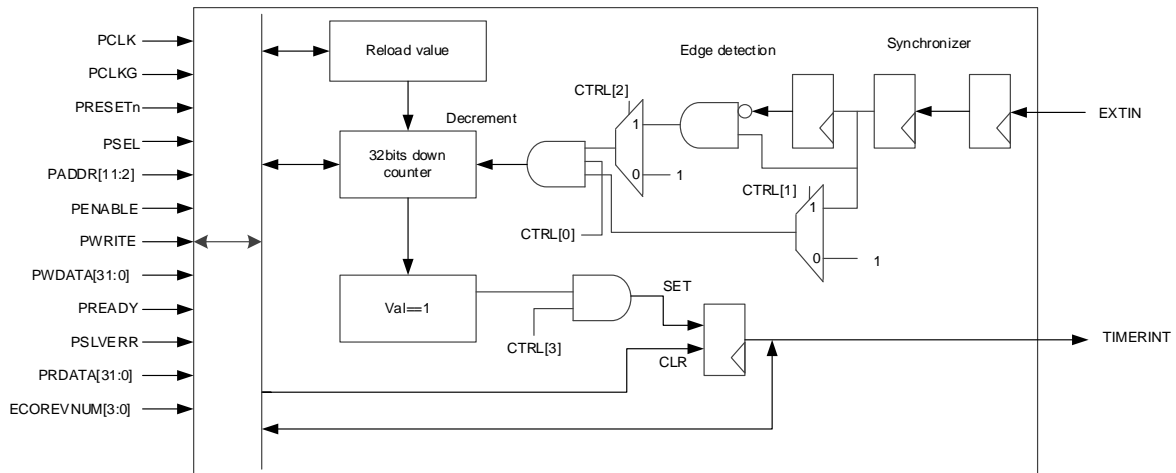 PCLK
PCLKG
PRESETn
PSEL
PADDR[11:2]
PENABLE
PWRITE
PWDATA[31:0]
PREADY
PSLVERR
PRDATA[31:0]
ECOREVNUM[3:0]
Reload value
Edge detection
Synchronizer
CTRL[2]
Decrement
1
EXTIN
32bits down
counter
0
1
CTRL[1]
1
CTRL[0]
0
1
Val==1
SET
CTRL[3]
CLR
TIMERINT